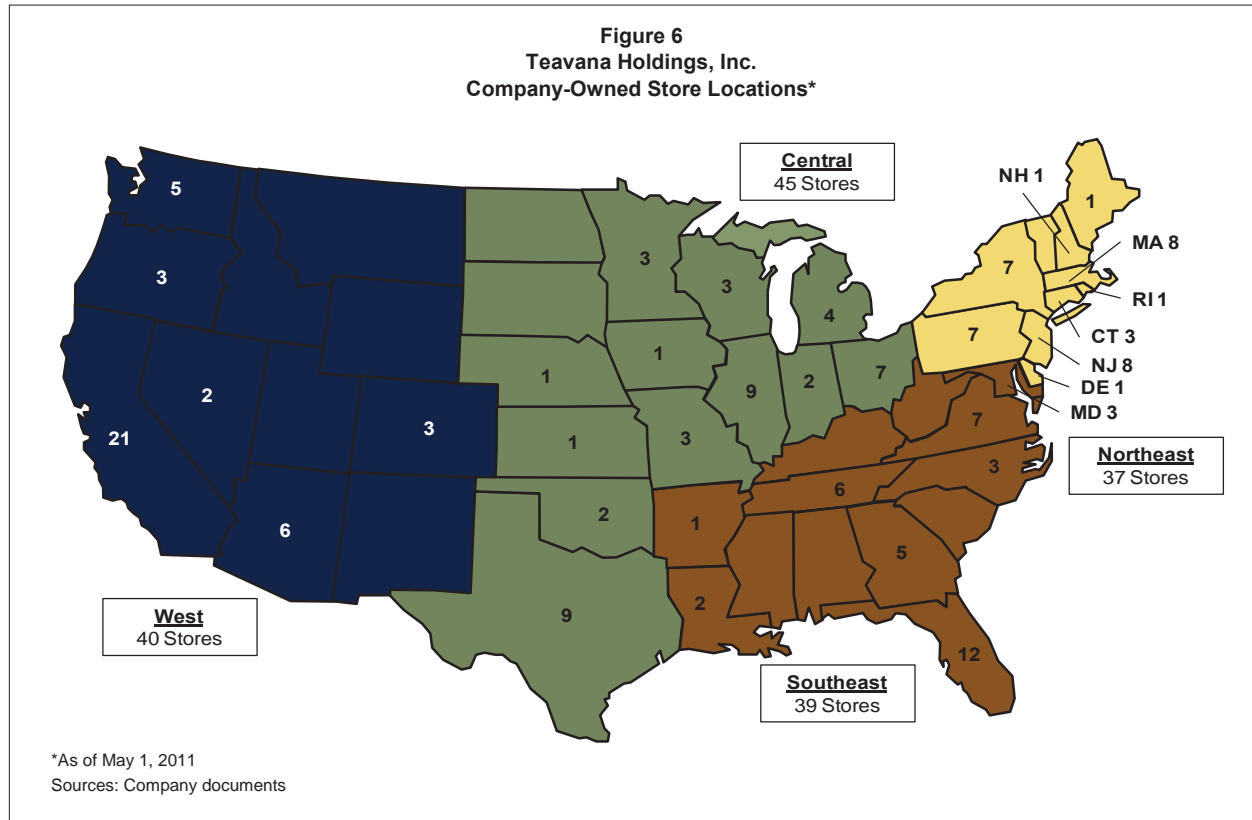 Figure 6
Teavana Holdings, Inc.
Company-Owned Store Locations*
Central
45 Stores
NH 1
1
MA 8
RI 1
CT 3
NJ 8
DE 1
MD 3
5
3
2
21
3
6
3
3
4
1
1
9
2
7
1
3
2
9
7
7
7
3
6
1
5
2
12
Northeast
37 Stores
West
40 Stores
Southeast
39 Stores
*As of May 1, 2011
Sources: Company documents